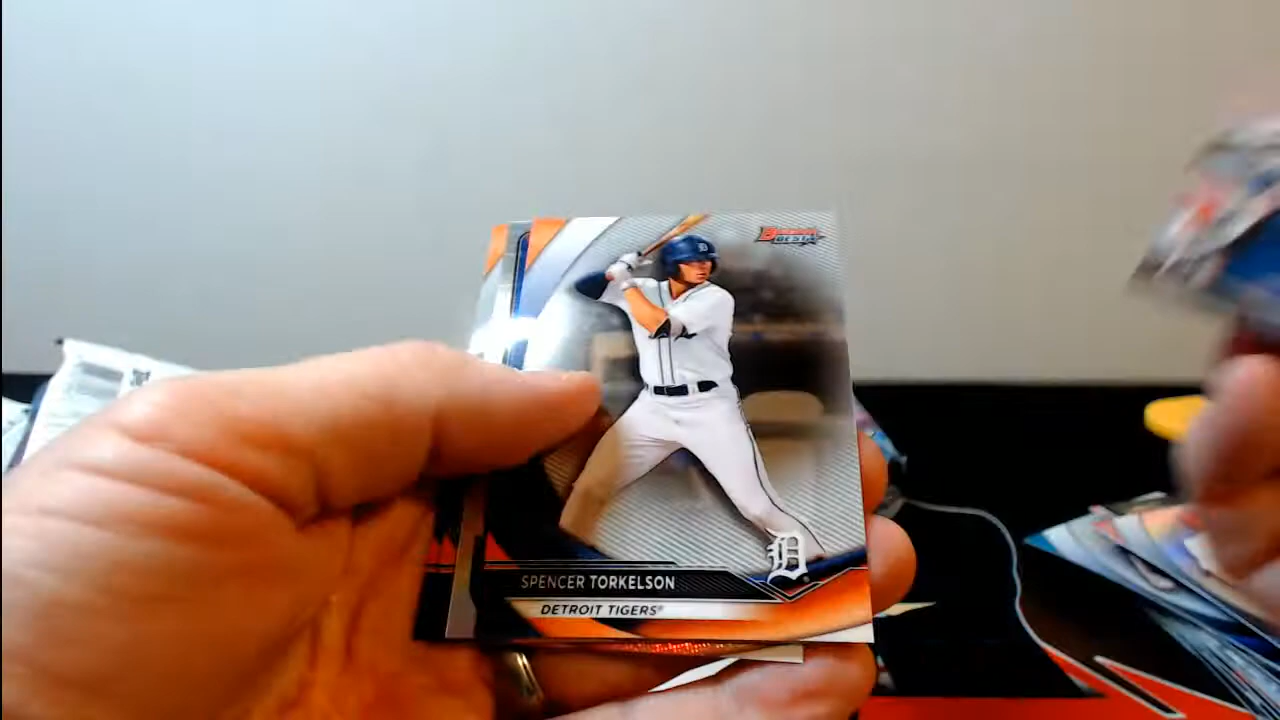 BOWMAN'S
BEST
D
D
SPENCER TORKELSON
DETROIT TIGERS®